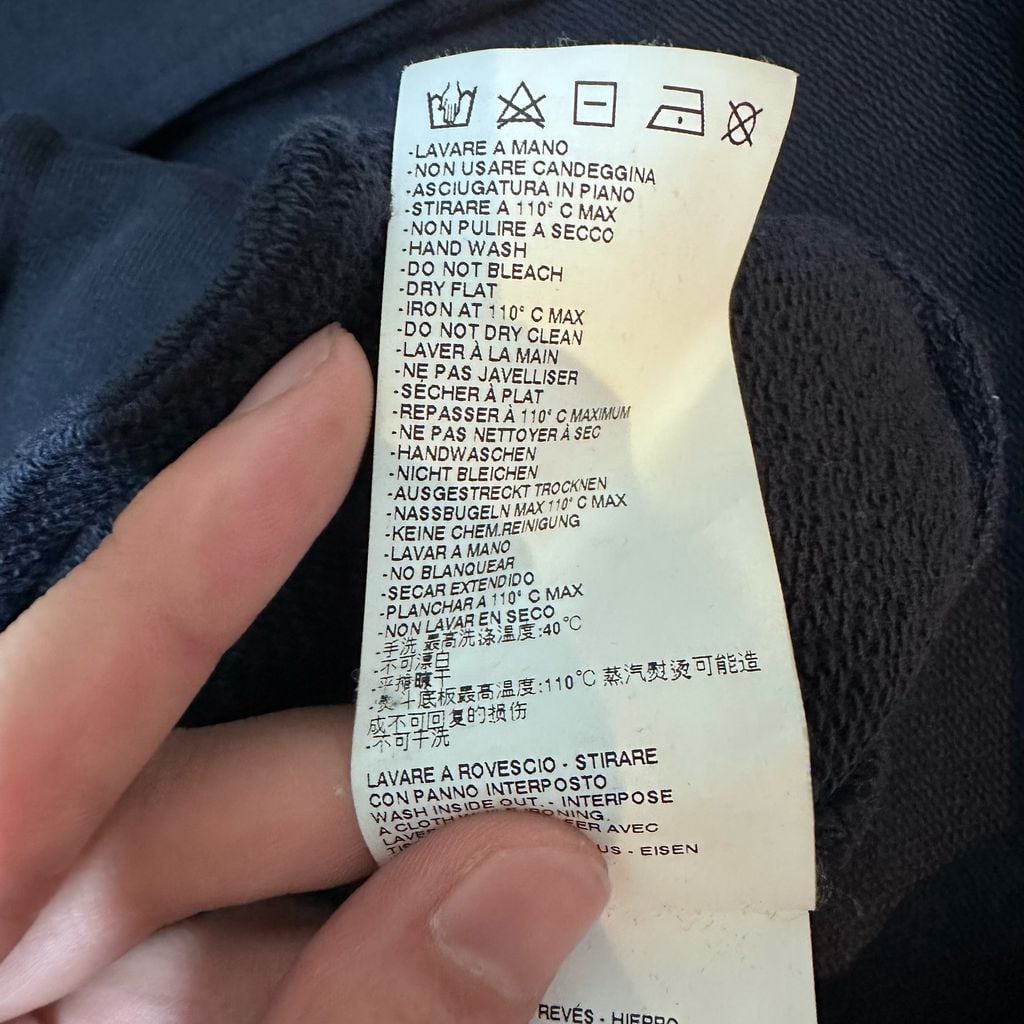 -LAVARE A MANO
-NON USARE CANDEGGINA
-ASCIUGATURA IN PIANO
-STIRARE A 110° C MAX
-NON PULIRE A SECCO
-HAND WASH
-DO NOT BLEACH
-DRY FLAT
-IRON AT 110° C MAX
-DO NOT DRY CLEAN
-LAVER À LA MAIN
-NE PAS JAVELLISER
-SÉCHER À PLAT
-REPASSER À 110° C MAXIMUM
-NE PAS NETTOYER À SEC
-HANDWASCHEN
-NICHT BLEICHEN
-AUSGESTRECKT TROCKNEN
-NASSBUGELN MAX 110° C MAX
-KEINE CHEM.REINIGUNG
-LAVAR A MANO
-NO BLANQUEAR
-SECAR EXTENDIDO
-PLANCHAR A 110° C MAX
-NON LAVAR EN SECO
-手洗 最高洗涤温度:40℃
-不可漂白
-平摊晾干
-熨斗底板最高温度:110℃ 蒸汽熨烫可能造
成不可回复的损伤
-不可干洗
LAVARE A ROVESCIO - STIRARE
CON PANNO INTERPOSTO
WASH INSIDE OUT. - INTERPOSE
A CLOTH IRONING.
AVEC
- EISEN
REVÉS - HIERRO